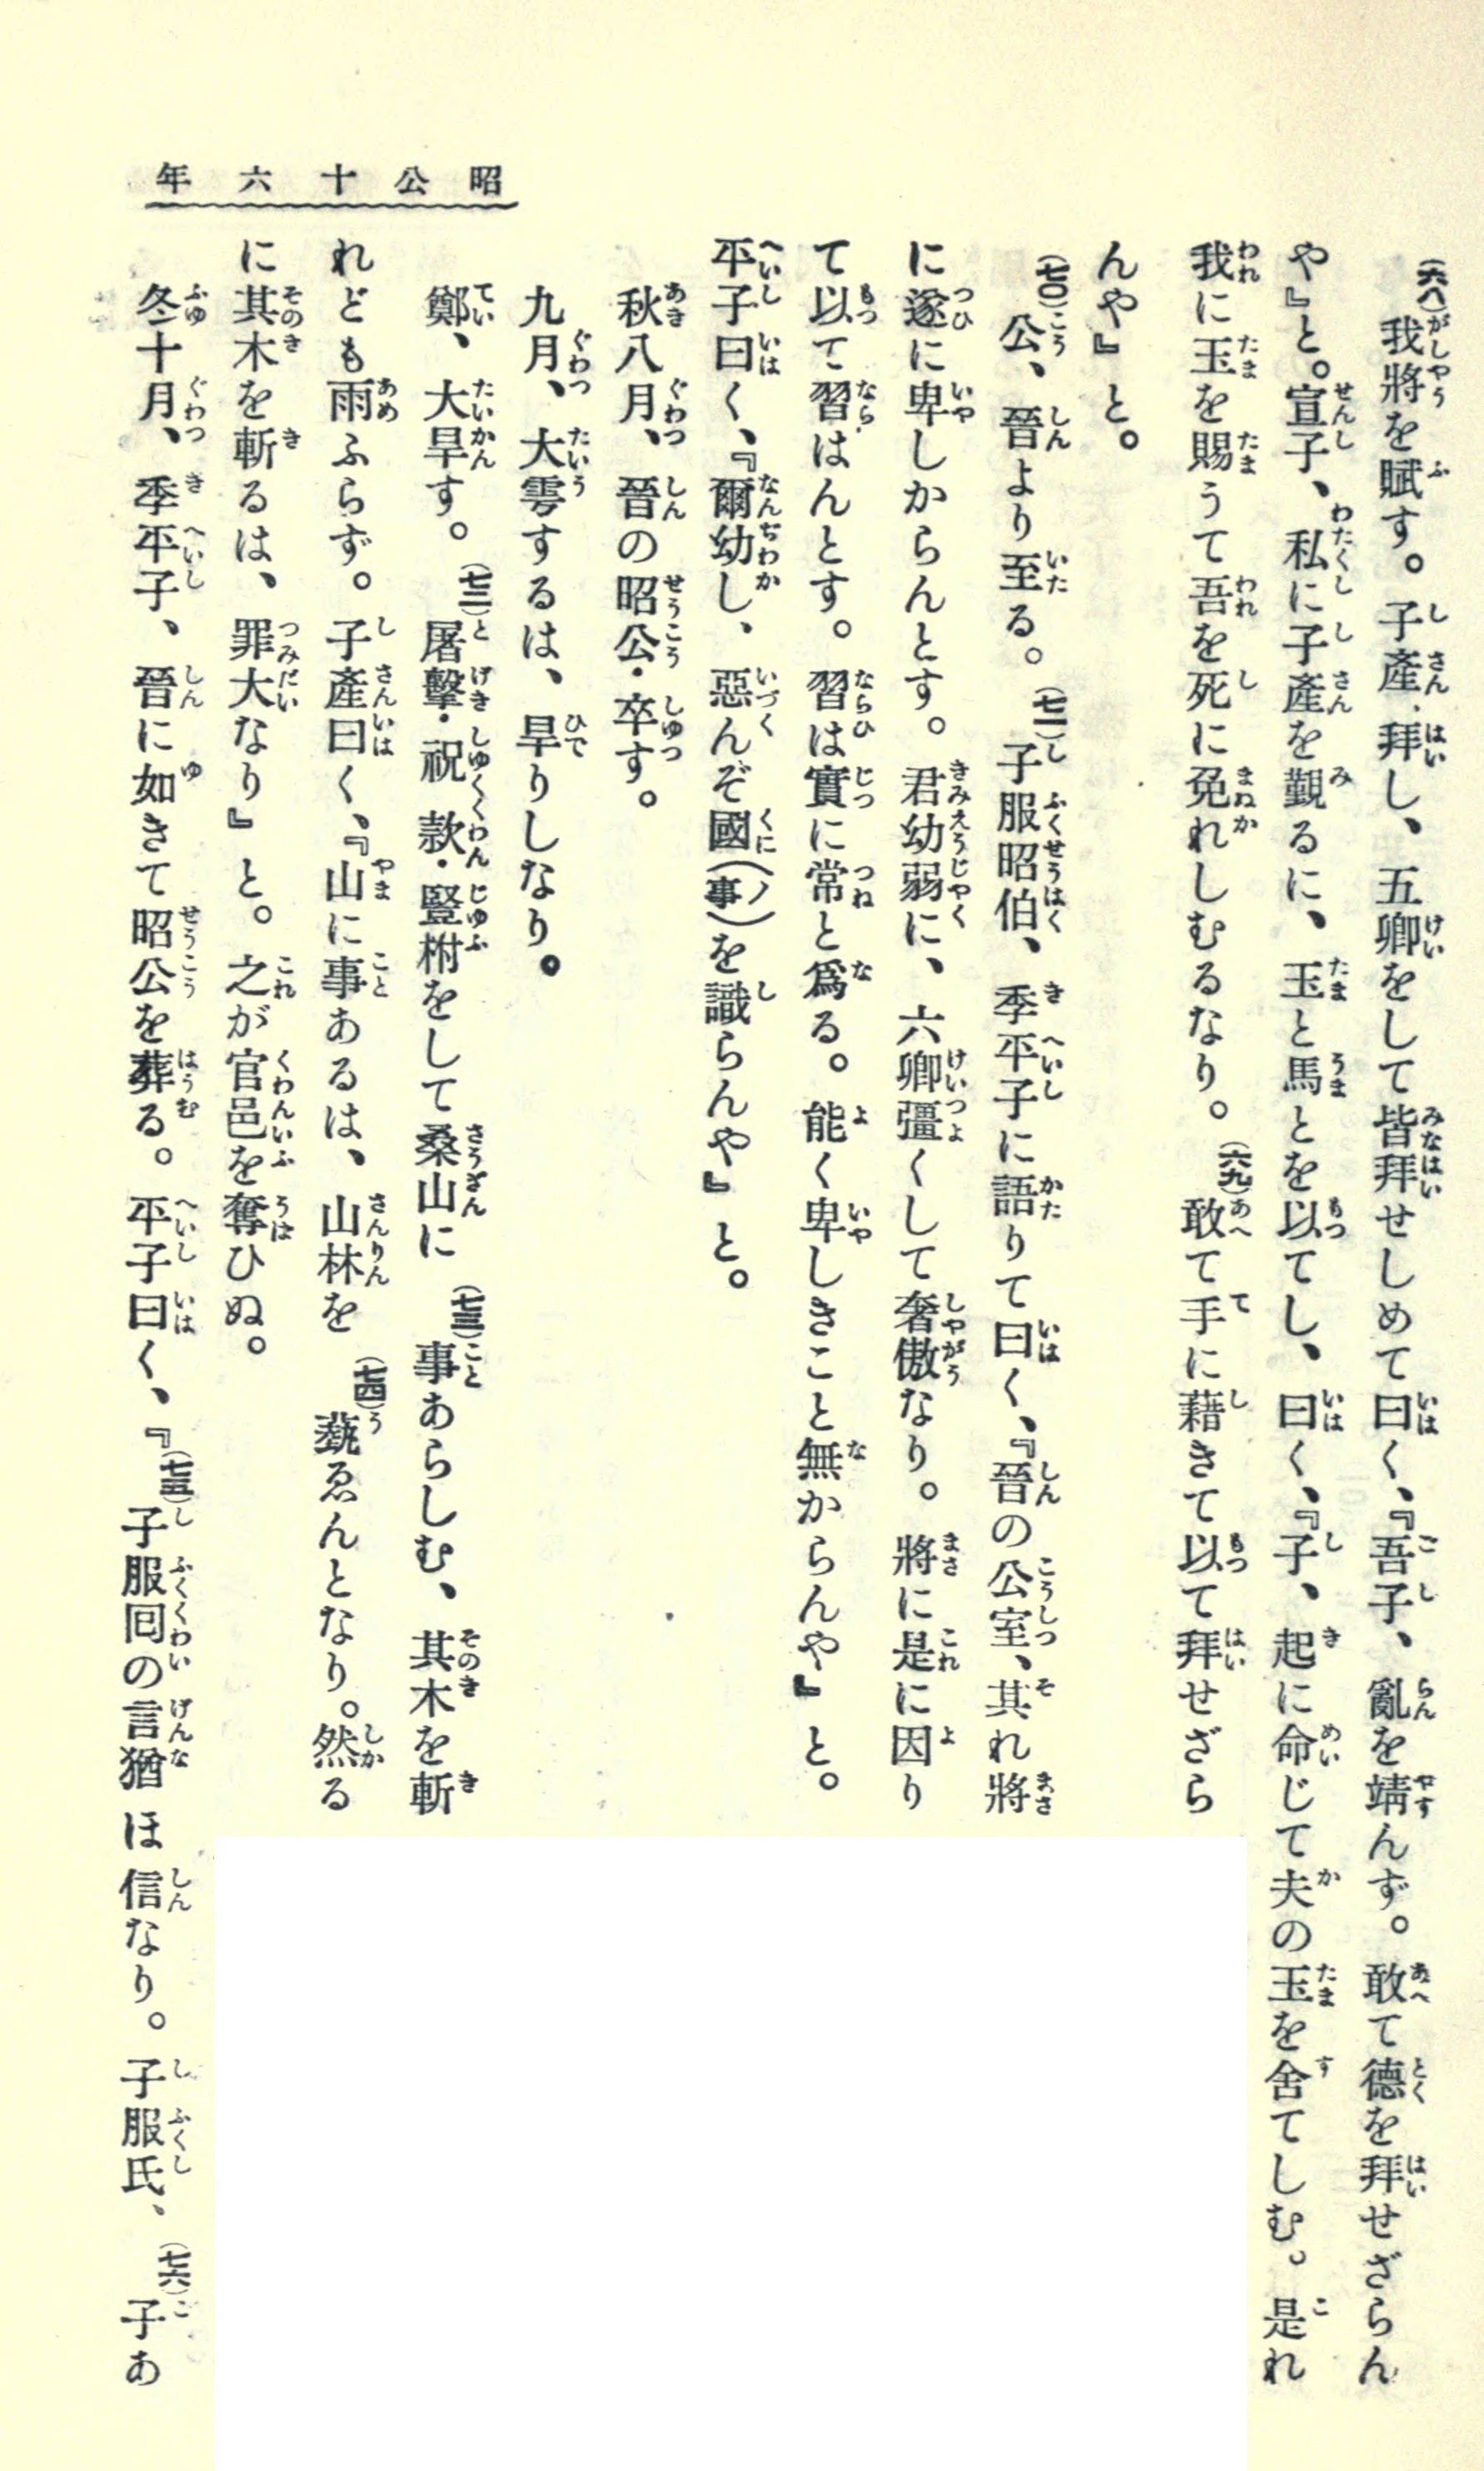 昭公十六年
(六八)我將を賦す。子產・拜し、五卿をして皆拜せしめて曰く、『吾子、亂を靖んず。敢て德を拜せざらん
や』と。宣子、私に子產を覲るに、玉と馬とを以てし、曰く、『子、起に命じて夫の玉を舍てしむ。是れ
我に玉を賜うて吾を死に免れしむるなり。(六九)敢て手に藉きて以て拜せざら
んや』と。
(七〇)公、晉より至る。(七一)子服昭伯、季平子に語りて曰く、『晉の公室、其れ將
に遂に卑しからんとす。君幼弱に、六卿彊くして奢傲なり。將に是に因り
て以て習はんとす。習は實に常と爲る。能く卑しきこと無からんや』と。
平子曰く、『爾幼し、惡んぞ國(ノ事)を識らんや』と。
秋八月、晉の昭公・卒す。
九月、大雩するは、旱りしなり。
鄭、大旱す。(七二)屠擊・祝款・豎柎をして桑山に(七三)事あらしむ、其木を斬
れども雨ふらず。子產曰く、『山に事あるは、山林を(七四)蓺ゑんとなり。然る
に其木を斬るは、罪大なり』と。之が官邑を奪ひぬ。
冬十月、季平子、晉に如きて昭公を葬る。平子曰く、『(七五)子服囘の言猶ほ信なり。子服氏、(七六)子あ